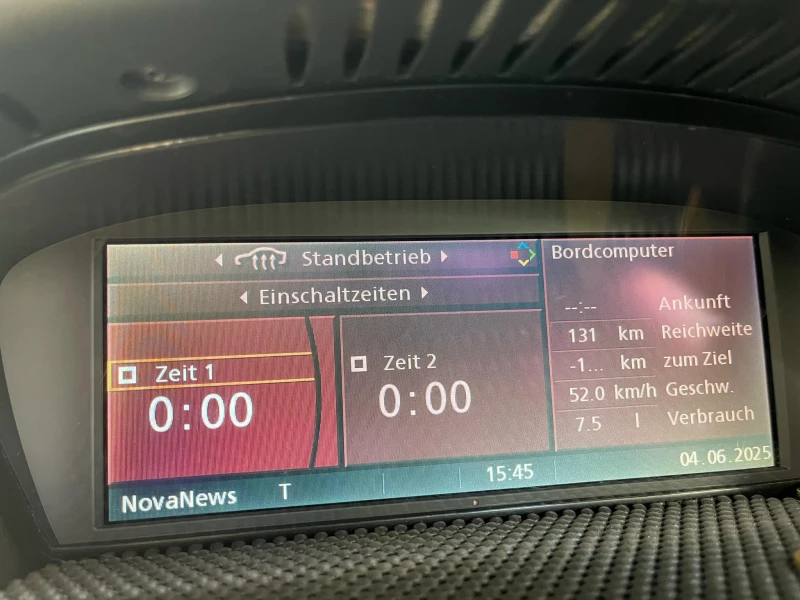 Standbetrieb
Einschaltzeiten
Zeit 1
0:00
Zeit 2
0:00
Bordcomputer
--:-- Ankunft
131 km Reichweite
-1... km zum Ziel
52.0 km/h Geschw.
7.5 l Verbrauch
NovaNews T 15:45 04.06.2025